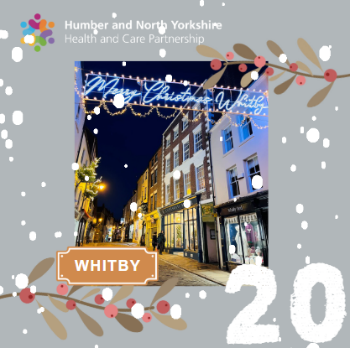 Humber and North Yorkshire
Health and Care Partnership
Merry Christmas Whitby
WHITBY
20